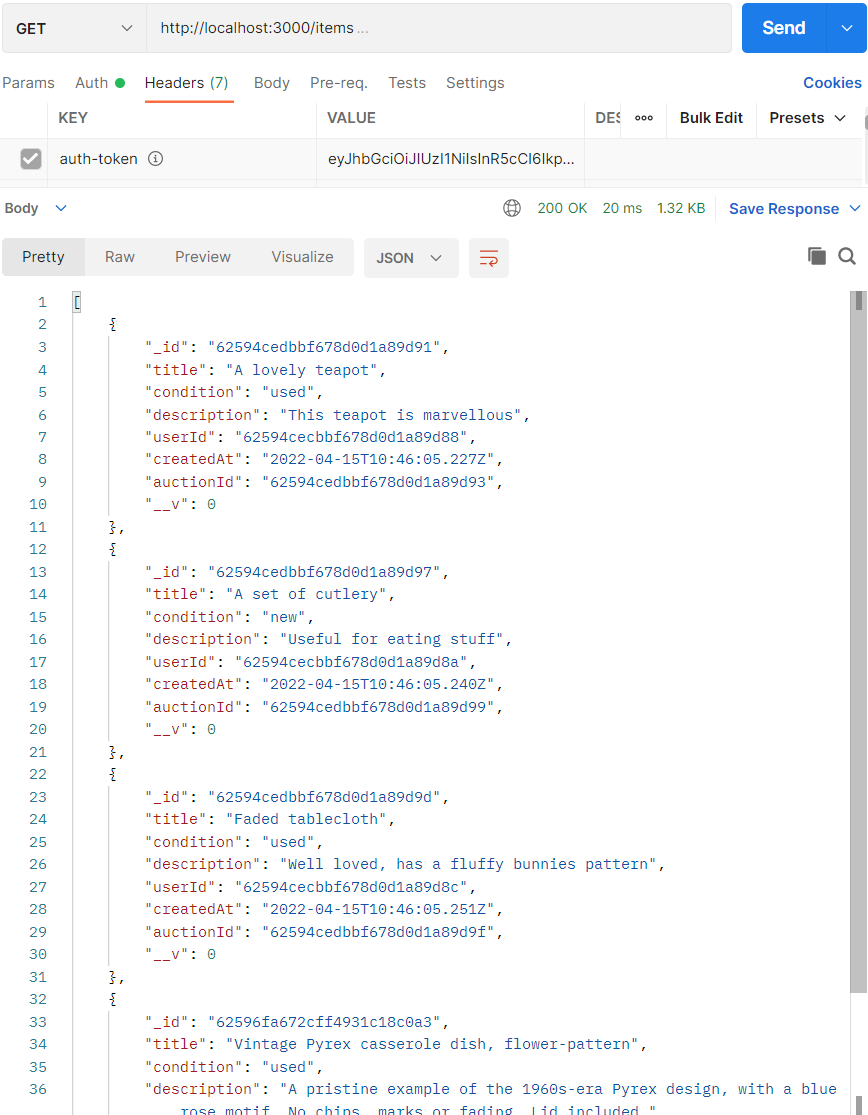 GET http://localhost:3000/items ... Send
Params Auth Headers (7) Body Pre-req. Tests Settings Cookies
KEY VALUE DES ooo Bulk Edit Presets
auth-token eyJhbGciOiJIUzI1NiIsInR5cCI6Ikp...
Body 200 OK 20 ms 1.32 KB Save Response
Pretty Raw Preview Visualize JSON
1 [
2 {
3 "_id": "62594cedbbf678d0d1a89d91",
4 "title": "A lovely teapot",
5 "condition": "used",
6 "description": "This teapot is marvellous",
7 "userId": "62594cecbbf678d0d1a89d88",
8 "createdAt": "2022-04-15T10:46:05.227Z",
9 "auctionId": "62594cedbbf678d0d1a89d93",
10 "__v": 0
11 },
12 {
13 "_id": "62594cedbbf678d0d1a89d97",
14 "title": "A set of cutlery",
15 "condition": "new",
16 "description": "Useful for eating stuff",
17 "userId": "62594cecbbf678d0d1a89d8a",
18 "createdAt": "2022-04-15T10:46:05.240Z",
19 "auctionId": "62594cedbbf678d0d1a89d99",
20 "__v": 0
21 },
22 {
23 "_id": "62594cedbbf678d0d1a89d9d",
24 "title": "Faded tablecloth",
25 "condition": "used",
26 "description": "Well loved, has a fluffy bunnies pattern",
27 "userId": "62594cecbbf678d0d1a89d8c",
28 "createdAt": "2022-04-15T10:46:05.251Z",
29 "auctionId": "62594cedbbf678d0d1a89d9f",
30 "__v": 0
31 },
32 {
33 "_id": "62596fa672cff4931c18c0a3",
34 "title": "Vintage Pyrex casserole dish, flower-pattern",
35 "condition": "used",
36 "description": "A pristine example of the 1960s-era Pyrex design, with a blue
rose motif. No chips, marks or fading. Lid included."